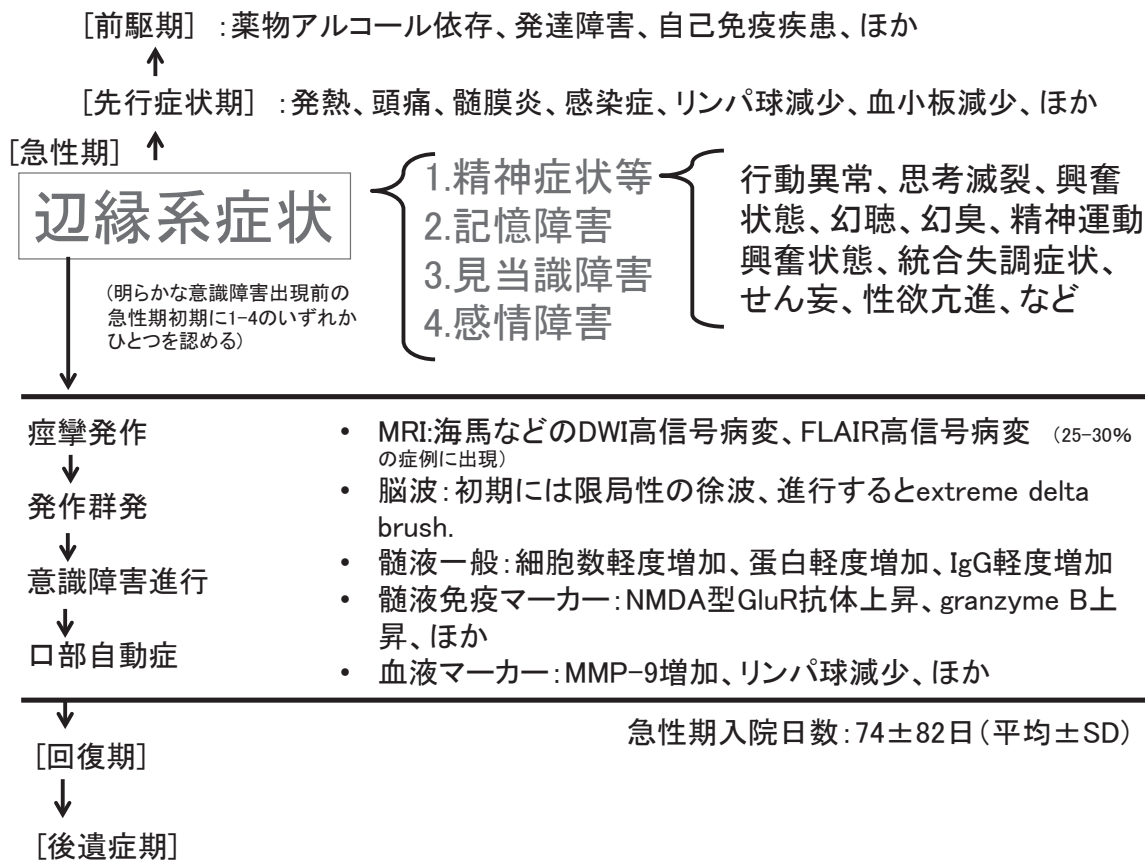 [前駆期] :薬物アルコール依存、発達障害、自己免疫疾患、ほか
[先行症状期] :発熱、頭痛、髄膜炎、感染症、リンパ球減少、血小板減少、ほか
[急性期]
辺縁系症状
(明らかな意識障害出現前の
急性期初期に1-4のいずれか
ひとつを認める)
1.精神症状等
2.記憶障害
3.見当識障害
4.感情障害
行動異常、思考滅裂、興奮
状態、幻聴、幻臭、精神運動
興奮状態、統合失調症状、
せん妄、性欲亢進、など
痙攣発作
発作群発
意識障害進行
口部自動症
• MRI:海馬などのDWI高信号病変、FLAIR高信号病変 (25-30%
の症例に出現)
• 脳波:初期には限局性の徐波、進行するとextreme delta
brush.
• 髄液一般:細胞数軽度増加、蛋白軽度増加、IgG軽度増加
• 髄液免疫マーカー:NMDA型GluR抗体上昇、granzyme B上
昇、ほか
• 血液マーカー:MMP-9増加、リンパ球減少、ほか
急性期入院日数:74±82日(平均±SD)
[回復期]
[後遺症期]